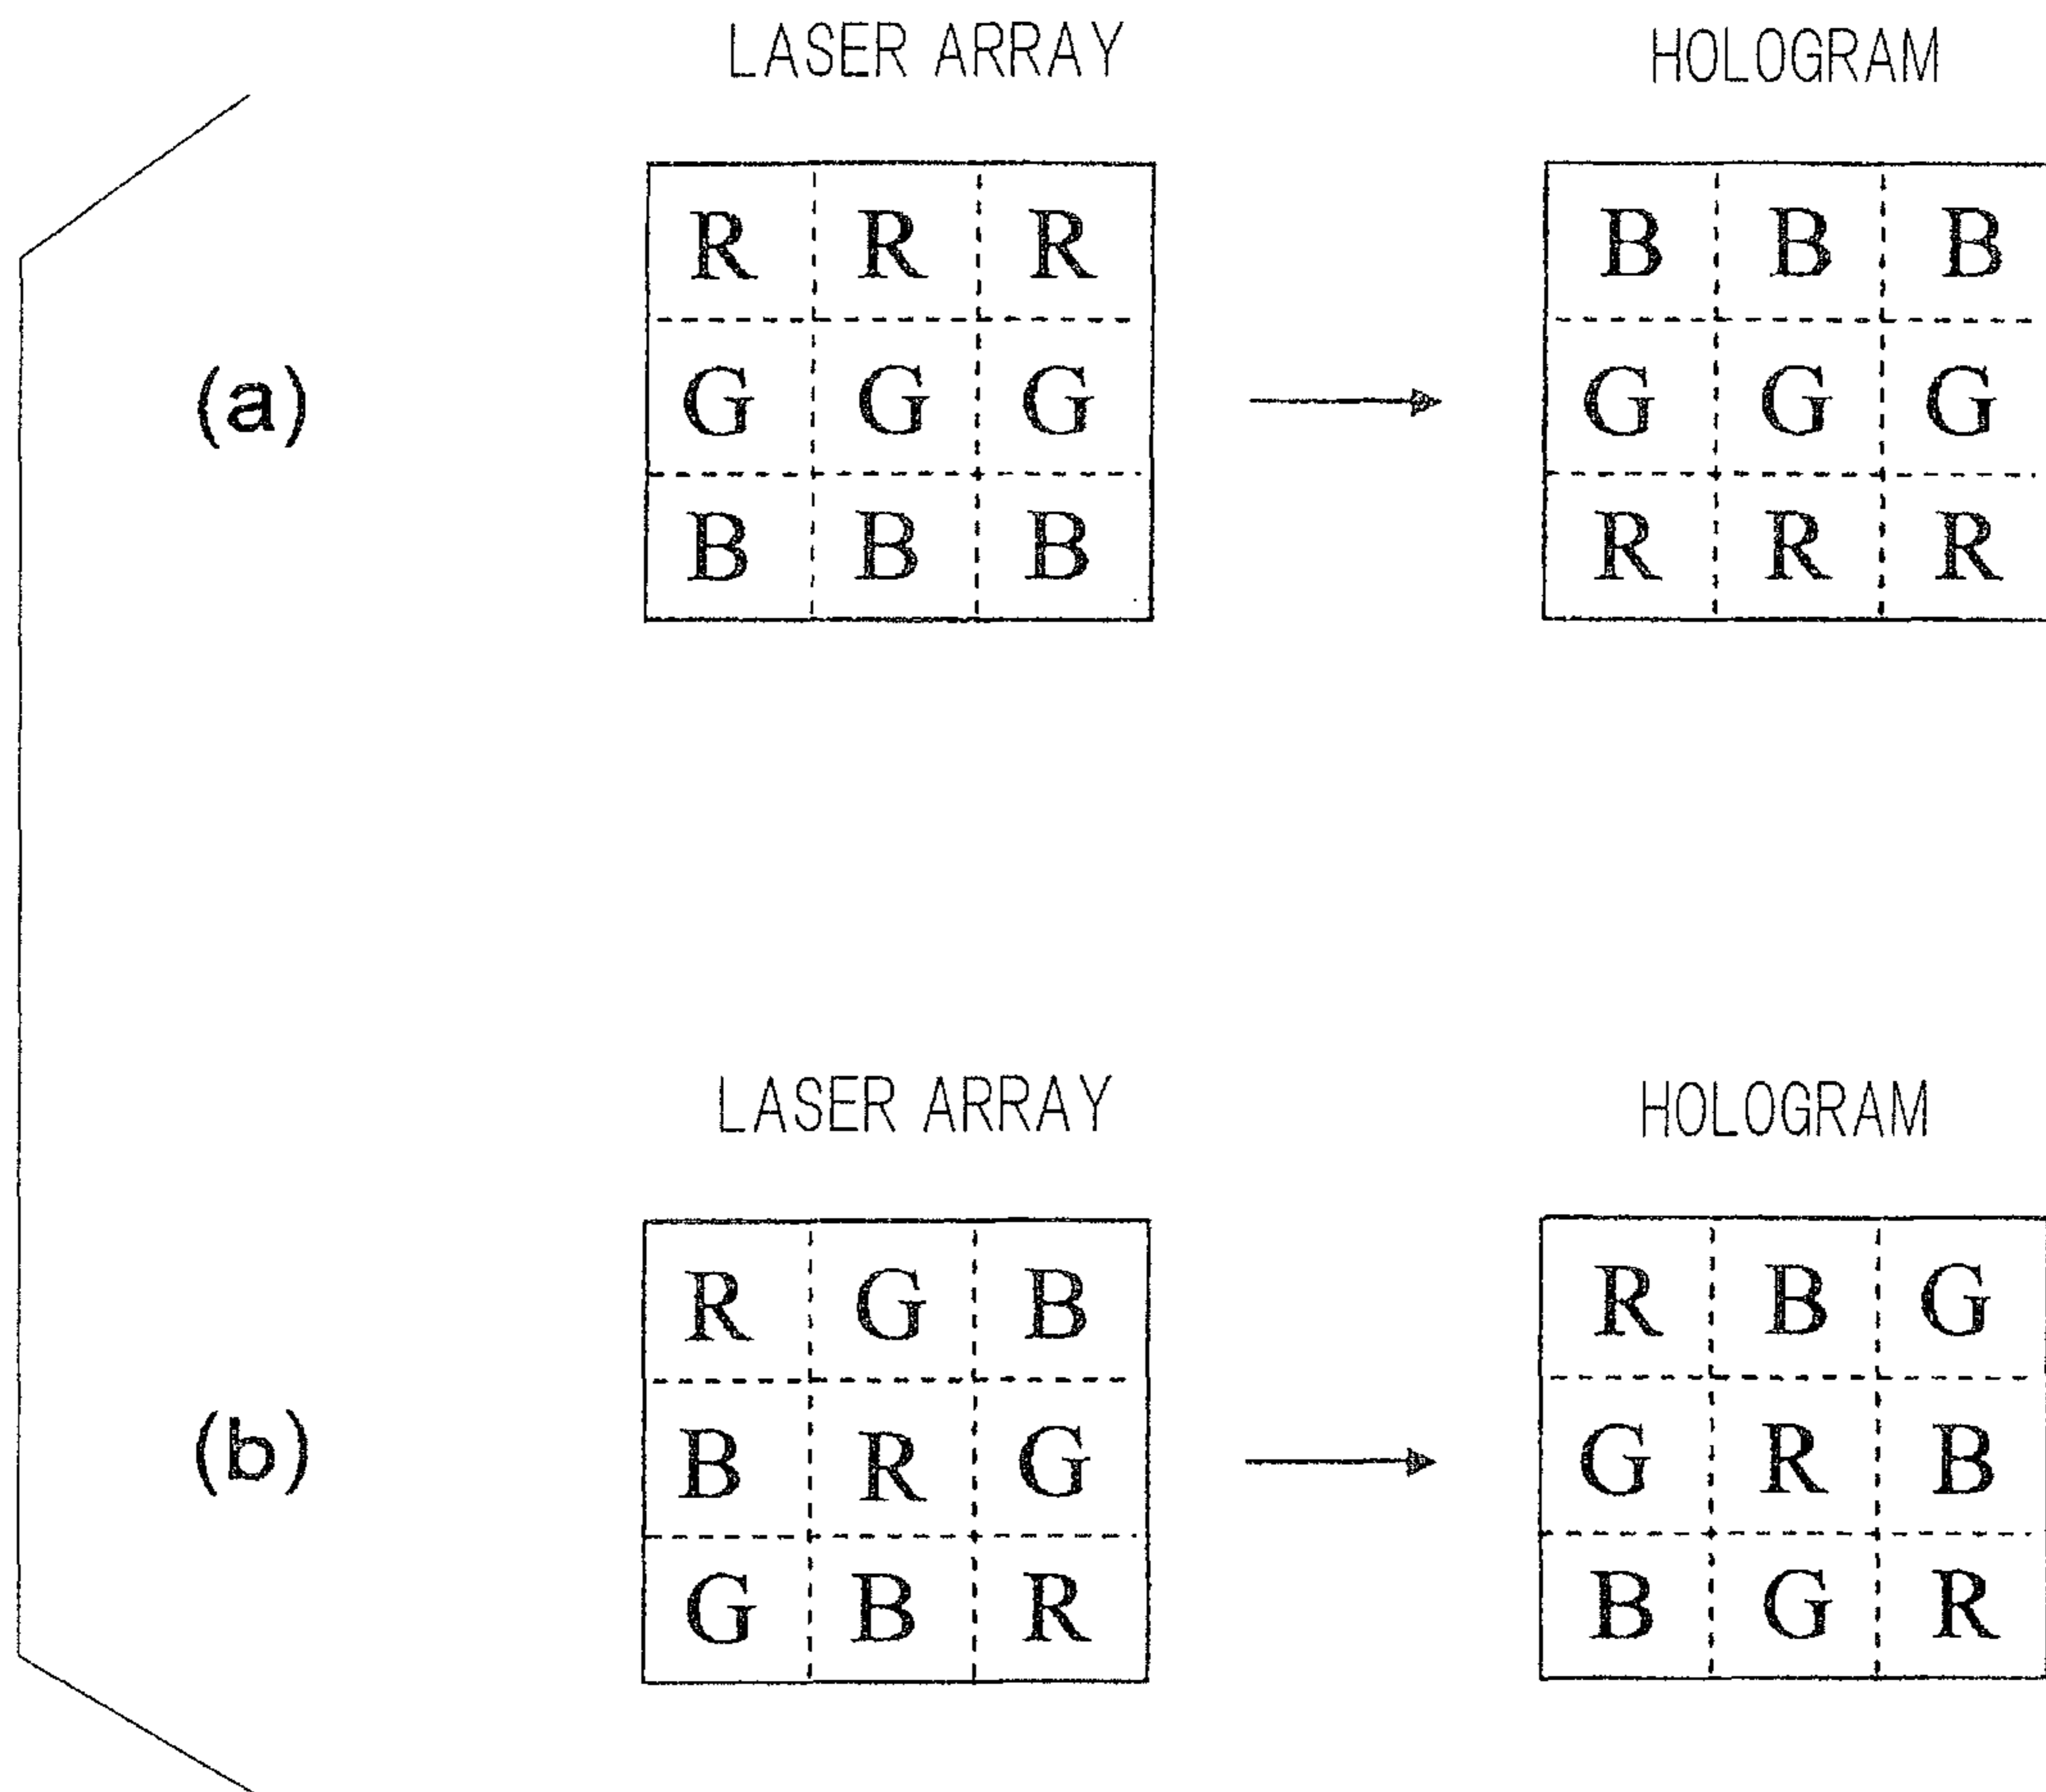 LASER ARRAY HOLOGRAM
R R R B B B
(a) G G G G G G
B B B R R R
LASER ARRAY HOLOGRAM
R G B R B G
(b) B R G G R B
G B R B G R